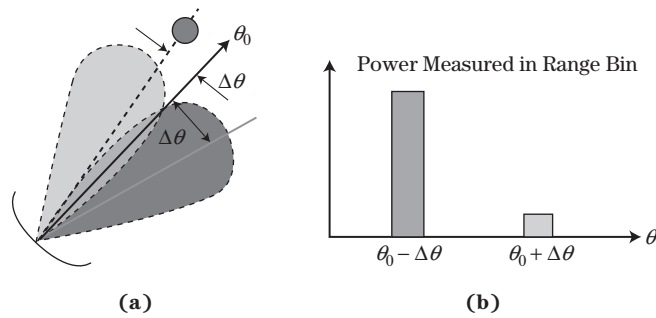 θ₀
Δθ
Δθ
(a)
Power Measured in Range Bin
θ
θ₀ − Δθ
θ₀ + Δθ
(b)